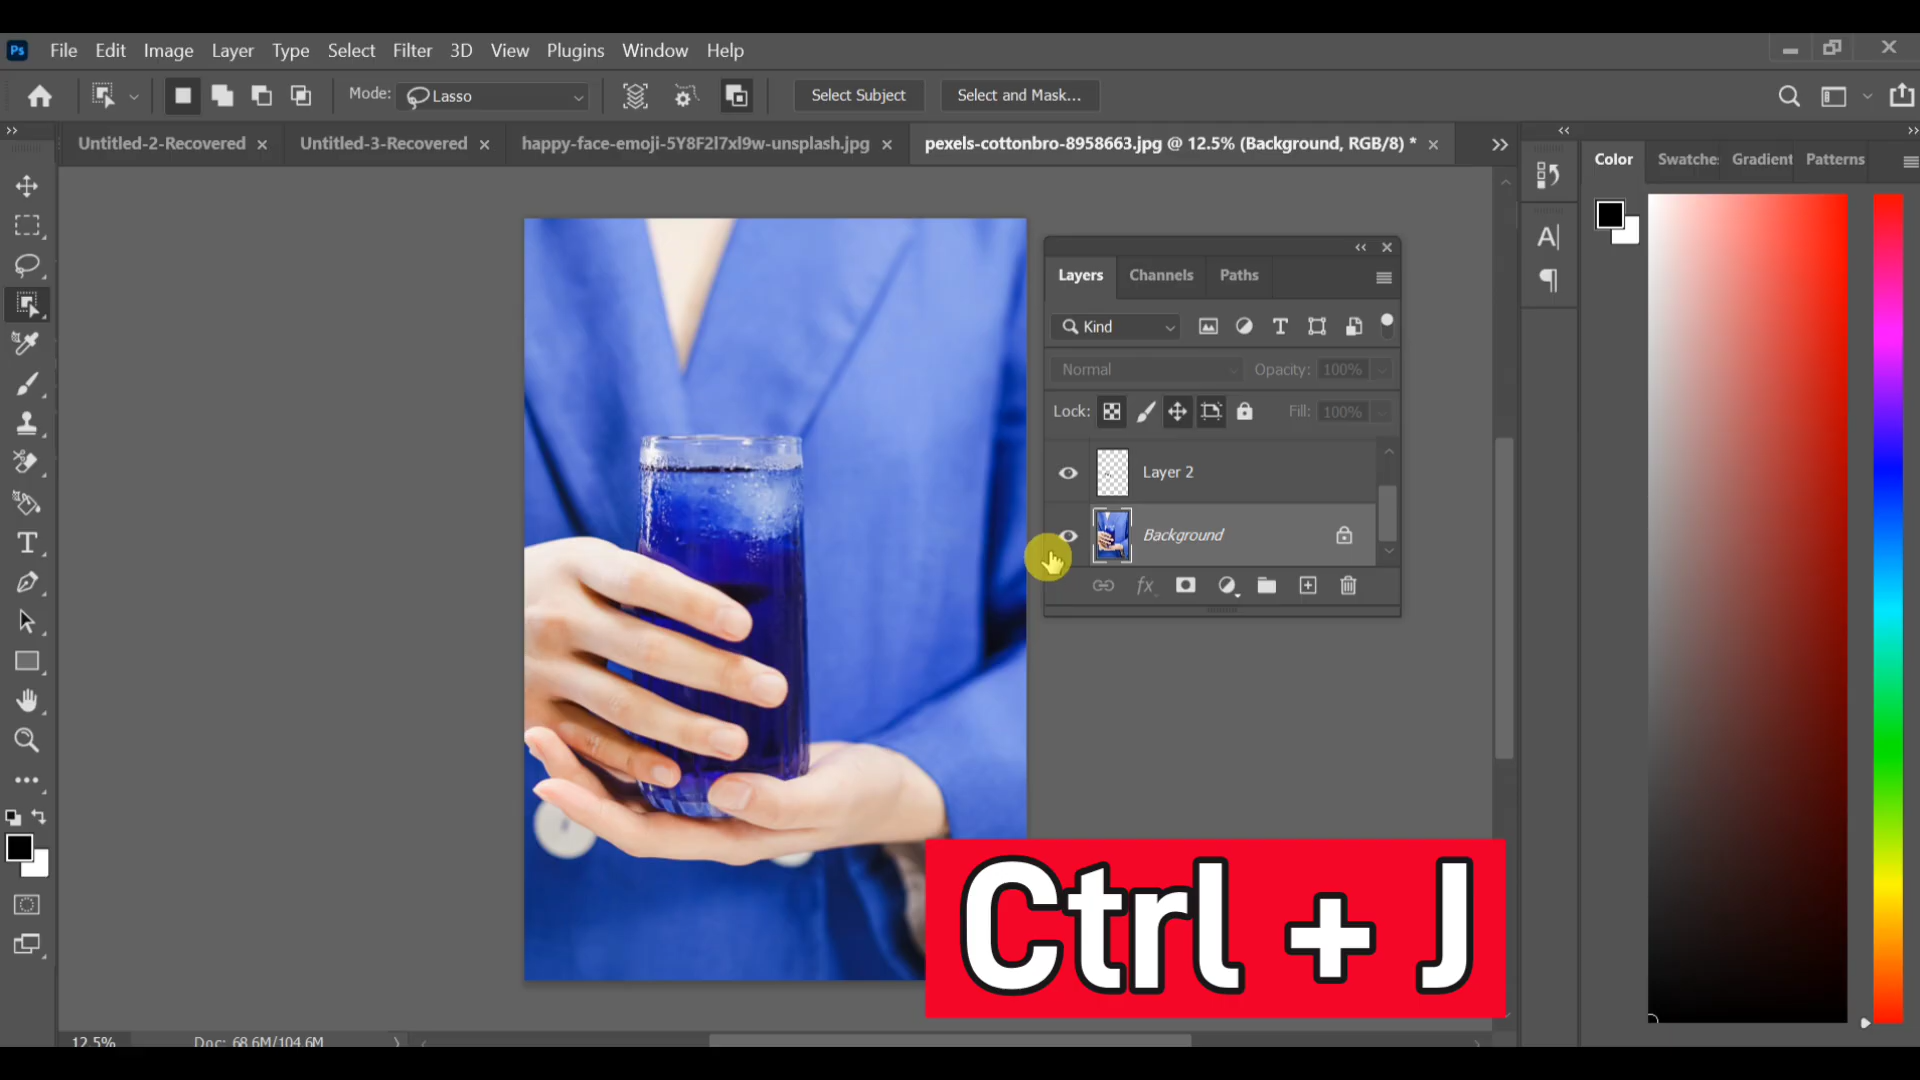 Ps File Edit Image Layer Type Select Filter 3D View Plugins Window Help
Mode: Lasso Select Subject Select and Mask...
Untitled-2-Recovered × Untitled-3-Recovered × happy-face-emoji-5Y8F2l7xl9w-unsplash.jpg × pexels-cottonbro-8958663.jpg @ 12.5% (Background, RGB/8) * ×
Color Swatche Gradient Patterns
Layers Channels Paths
Kind
Normal Opacity: 100%
Lock: Fill: 100%
Layer 2
Background
fx
Ctrl + J
12.5% Doc: 68.6M/104.6M